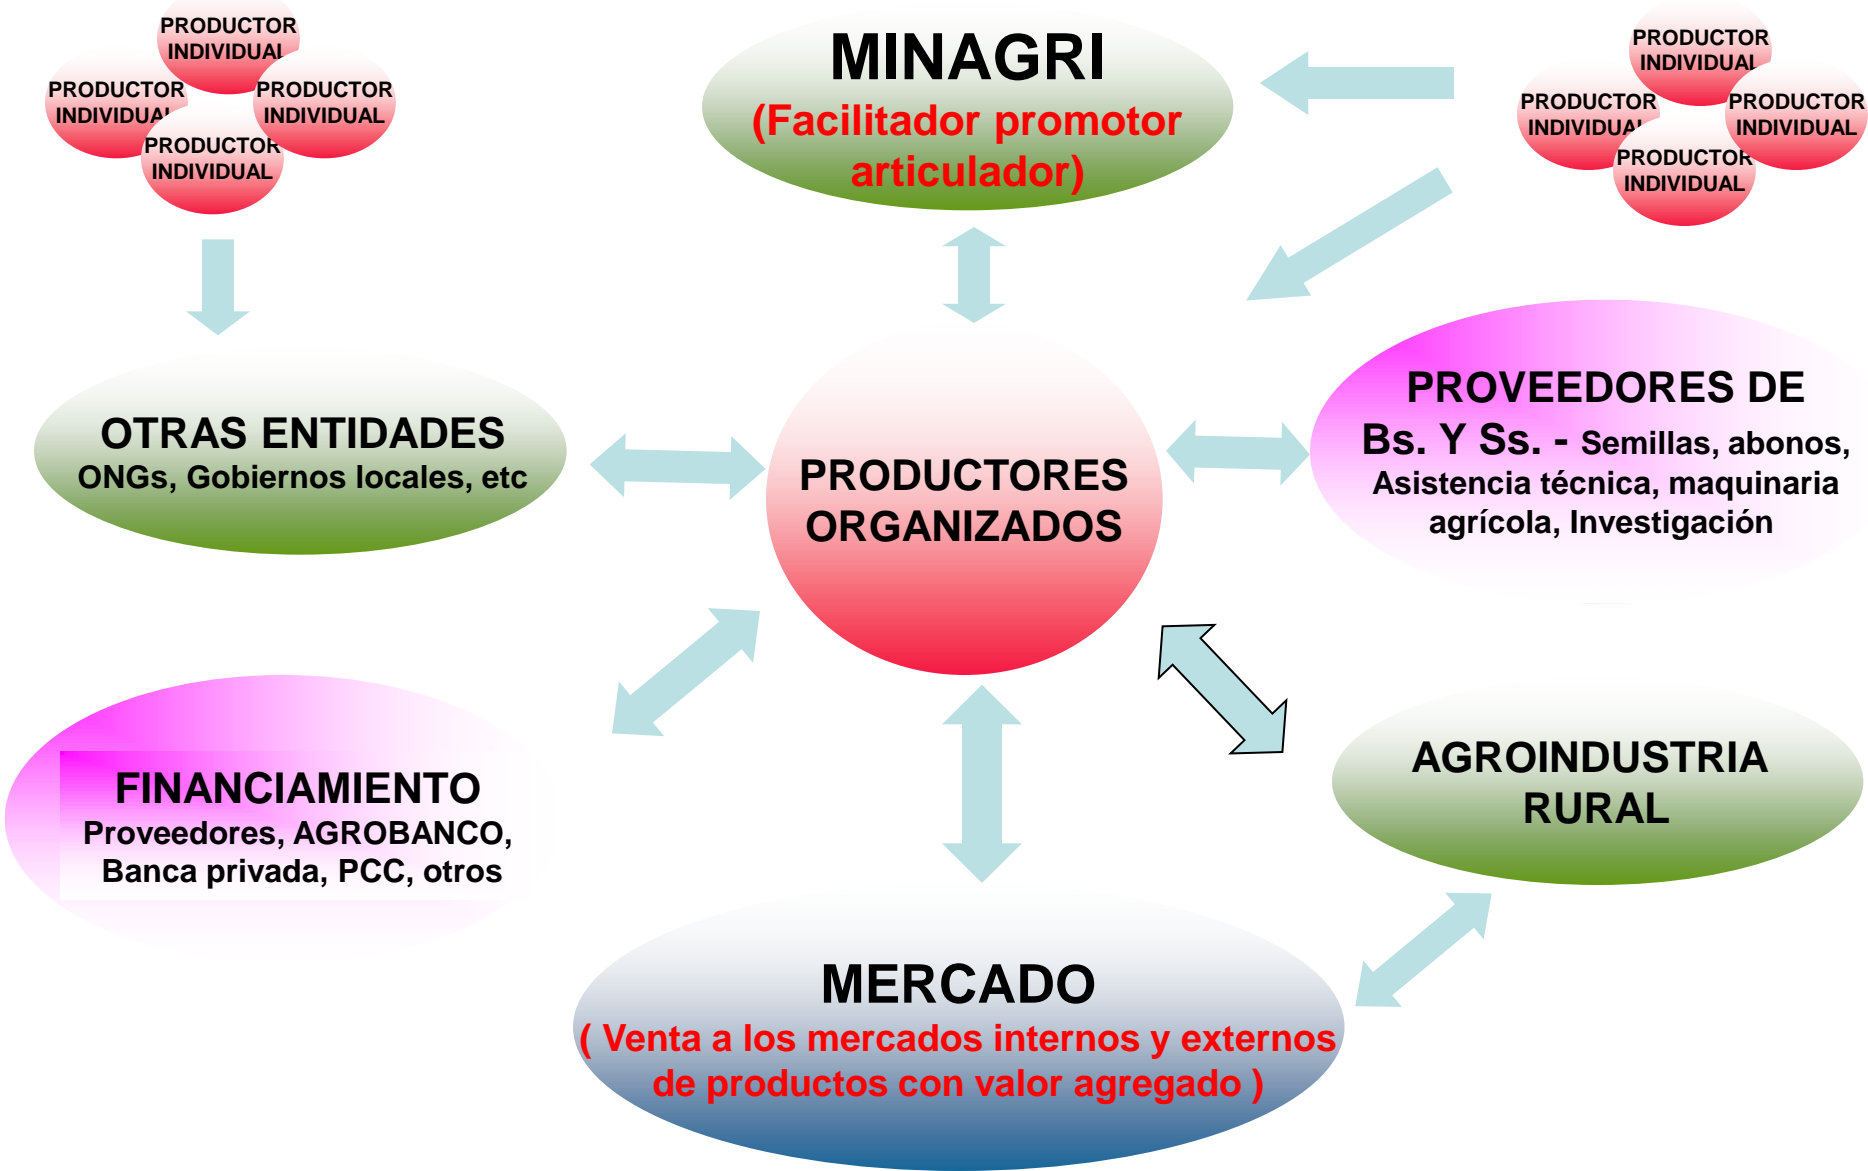 PRODUCTOR
INDIVIDUAL
PRODUCTOR
INDIVIDUAL
PRODUCTOR
INDIVIDUAL
PRODUCTOR
INDIVIDUAL
MINAGRI
(Facilitador promotor
articulador)
PRODUCTOR
INDIVIDUAL
PRODUCTOR
INDIVIDUAL
PRODUCTOR
INDIVIDUAL
PRODUCTOR
INDIVIDUAL
OTRAS ENTIDADES
ONGs, Gobiernos locales, etc
PRODUCTORES
ORGANIZADOS
PROVEEDORES DE
Bs. Y Ss. - Semillas, abonos,
Asistencia técnica, maquinaria
agrícola, Investigación
FINANCIAMIENTO
Proveedores, AGROBANCO,
Banca privada, PCC, otros
AGROINDUSTRIA
RURAL
MERCADO
( Venta a los mercados internos y externos
de productos con valor agregado )